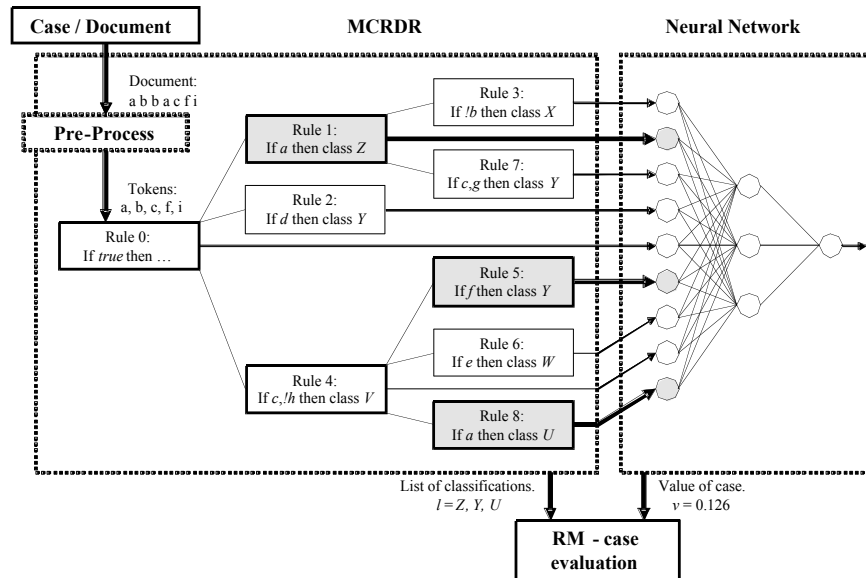 Case / Document
MCRDR
Neural Network
Document:
a b b a c f i
Pre-Process
Tokens:
a, b, c, f, i
Rule 0:
If true then …
Rule 1:
If a then class Z
Rule 2:
If d then class Y
Rule 3:
If !b then class X
Rule 7:
If c,g then class Y
Rule 5:
If f then class Y
Rule 6:
If e then class W
Rule 4:
If c,!h then class V
Rule 8:
If a then class U
List of classifications.
l = Z, Y, U
Value of case.
v = 0.126
RM - case
evaluation